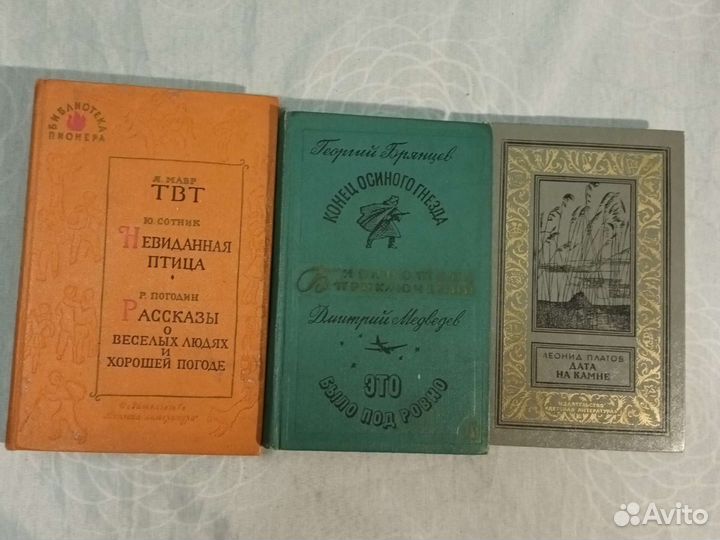 БИБЛИОТЕКА
ПИОНЕРА
Я. МАВР
ТВТ
Ю. СОТНИК
НЕВИДАННАЯ
ПТИЦА
Р. ПОГОДИН
РАССКАЗЫ
О
ВЕСЕЛЫХ ЛЮДЯХ
И
ХОРОШЕЙ ПОГОДЕ
Издательство
Георгий Брянцев
КОНЕЦ ОСИНОГО ГНЕЗДА
Дмитрий Медведев
ЭТО
БЫЛО ПОД РОВНО
ЛЕОНИД ПЛАТОВ
ДАТА
НА КАМНЕ
ИЗДАТЕЛЬСТВО
«ДЕТСКАЯ ЛИТЕРАТУРА»
Avito